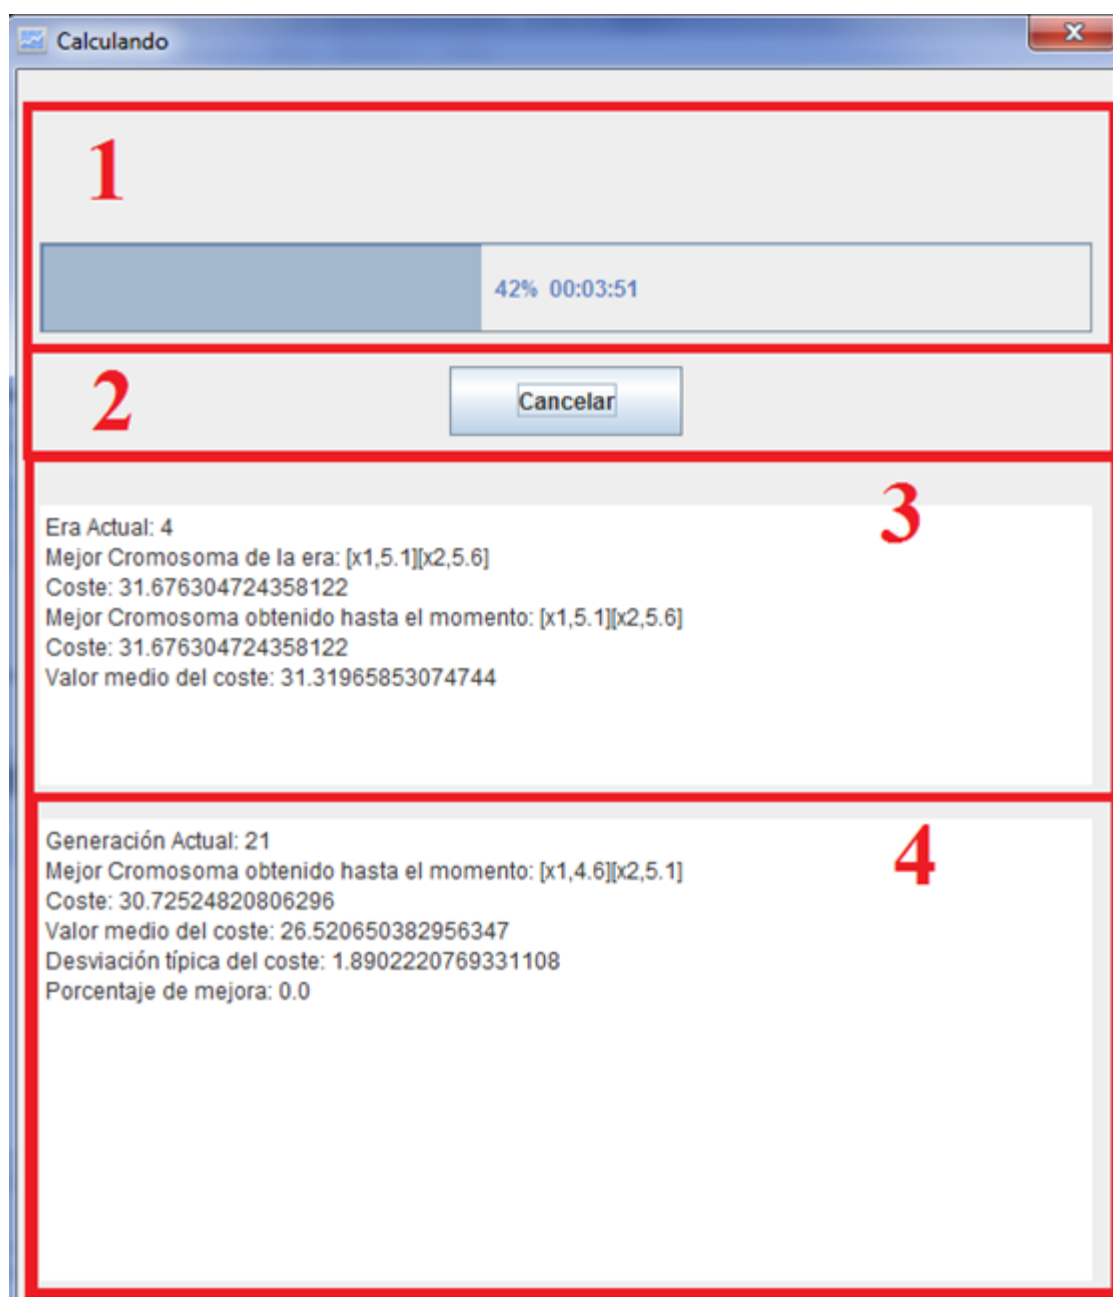 Calculando
1
42% 00:03:51
2
Cancelar
3
Era Actual: 4
Mejor Cromosoma de la era: [x1,5.1][x2,5.6]
Coste: 31.676304724358122
Mejor Cromosoma obtenido hasta el momento: [x1,5.1][x2,5.6]
Coste: 31.676304724358122
Valor medio del coste: 31.31965853074744
4
Generación Actual: 21
Mejor Cromosoma obtenido hasta el momento: [x1,4.6][x2,5.1]
Coste: 30.72524820806296
Valor medio del coste: 26.520650382956347
Desviación típica del coste: 1.8902220769331108
Porcentaje de mejora: 0.0